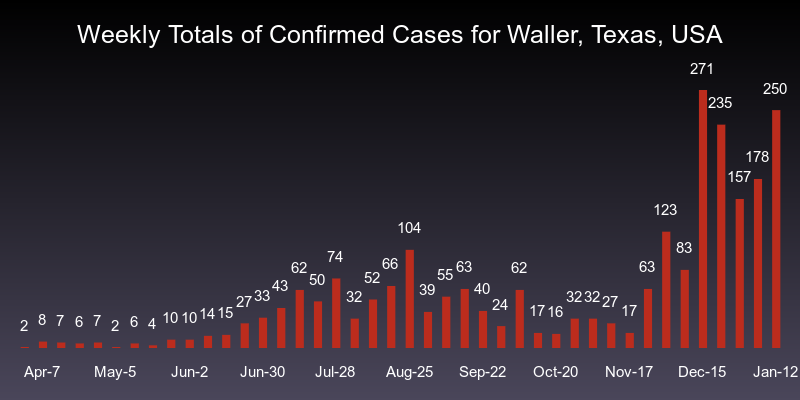 Weekly Totals of Confirmed Cases for Waller, Texas, USA
2 8 7 6 7 2 6 4 10 10 14 15 27 33 43 62 50 74 32 52 66 104 39 55 63 40 24 62 17 16 32 32 27 17 63 123 83 271 235 157 178 250
Apr-7 May-5 Jun-2 Jun-30 Jul-28 Aug-25 Sep-22 Oct-20 Nov-17 Dec-15 Jan-12